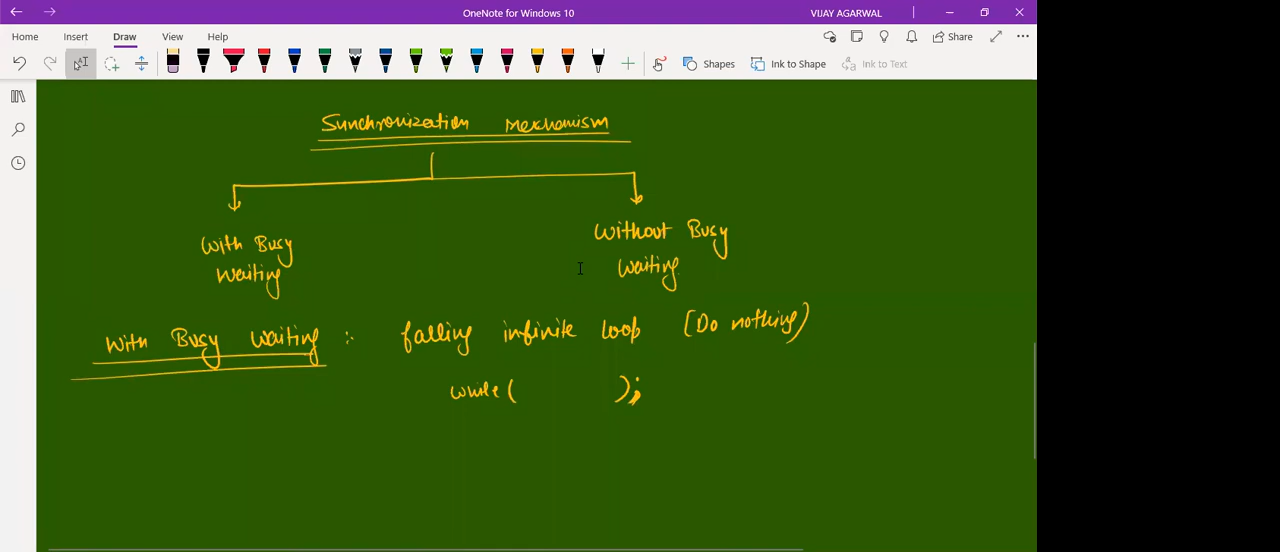 OneNote for Windows 10
VIJAY AGARWAL
Home Insert Draw View Help
Share
Shapes Ink to Shape Ink to Text
Sunchronization Mechanism
With Busy Waiting
Without Busy Waiting
With Busy Waiting : falling infinite loop (Do nothing)
while( );